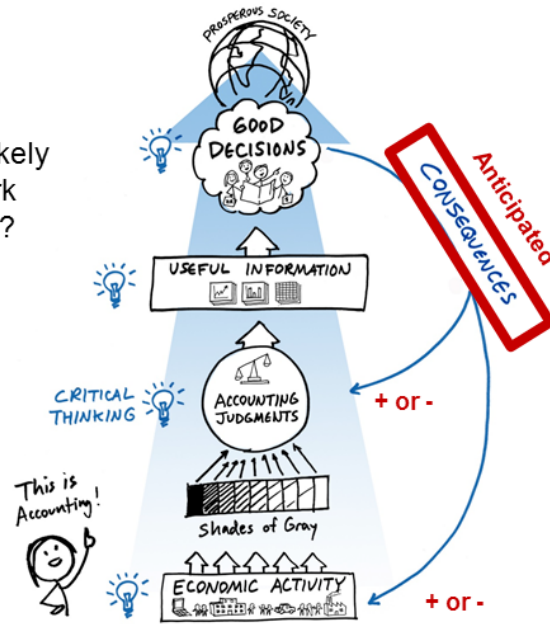 PROSPEROUS SOCIETY
GOOD
DECISIONS
kely
rk
?
Anticipated
CONSEQUENCES
USEFUL INFORMATION
CRITICAL
THINKING
ACCOUNTING
JUDGMENTS
+ or -
This is
Accounting!
Shades of Gray
ECONOMIC ACTIVITY
+ or -